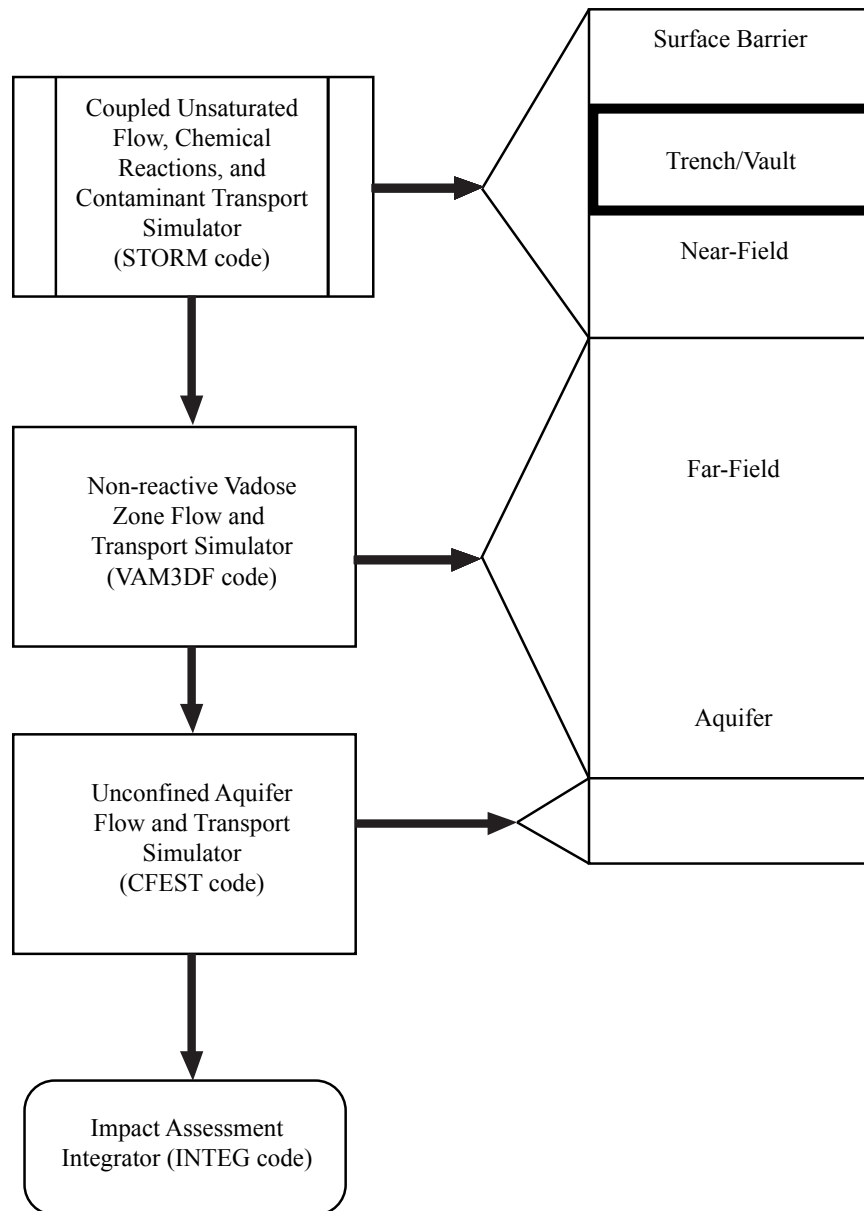 Coupled Unsaturated
Flow, Chemical
Reactions, and
Contaminant Transport
Simulator
(STORM code)
Surface Barrier
Trench/Vault
Near-Field
Non-reactive Vadose
Zone Flow and
Transport Simulator
(VAM3DF code)
Far-Field
Aquifer
Unconfined Aquifer
Flow and Transport
Simulator
(CFEST code)
Impact Assessment
Integrator (INTEG code)